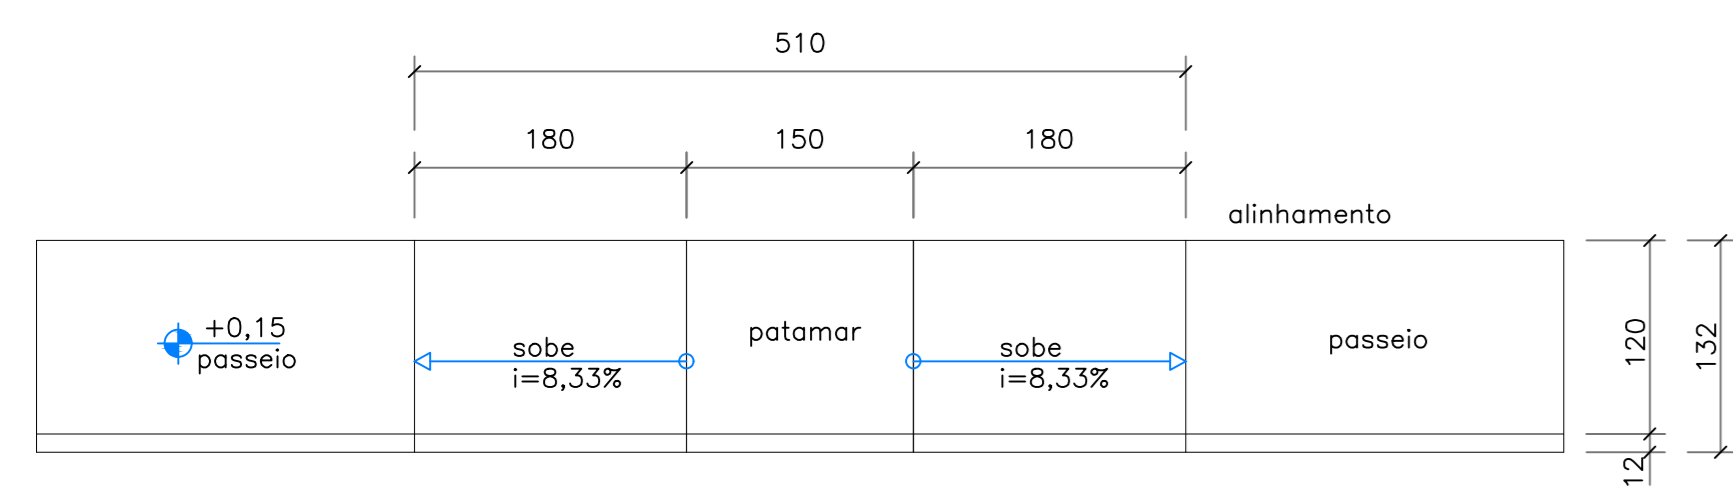 510
180
150
180
alinhamento
+0,15
passeio
sobe
i=8,33%
patamar
sobe
i=8,33%
passeio
120
132
12